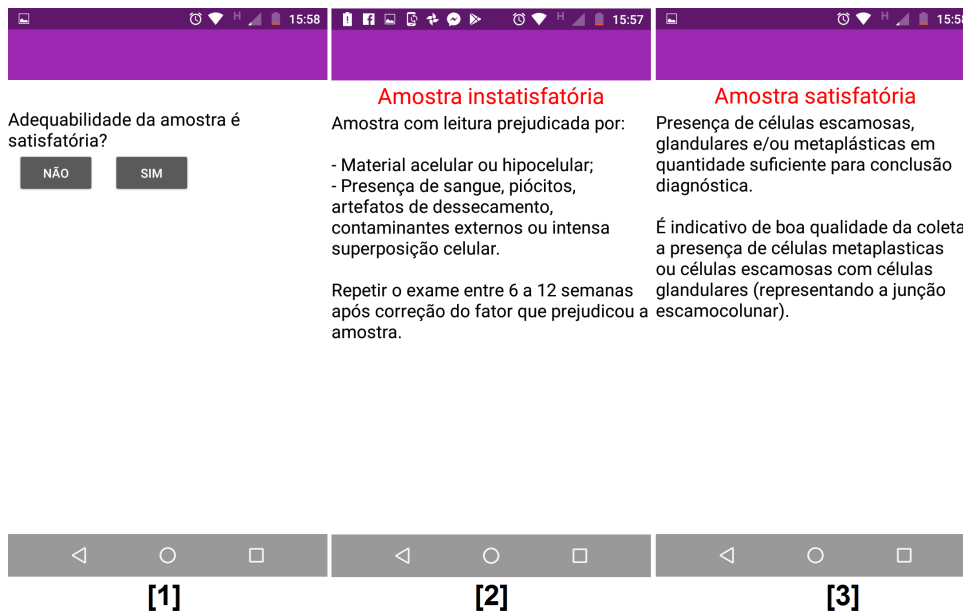 15:58
Adequabilidade da amostra é
satisfatória?
NÃO
SIM
[1]
H
15:57
Amostra instatisfatória
Amostra com leitura prejudicada por:
- Material acelular ou hipocelular;
- Presença de sangue, piócitos,
artefatos de dessecamento,
contaminantes externos ou intensa
superposição celular.
Repetir o exame entre 6 a 12 semanas
após correção do fator que prejudicou a
amostra.
[2]
H
15:58
Amostra satisfatória
Presença de células escamosas,
glandulares e/ou metaplásticas em
quantidade suficiente para conclusão
diagnóstica.
É indicativo de boa qualidade da coleta
a presença de células metaplasticas
ou células escamosas com células
glandulares (representando a junção
escamocolunar).
[3]